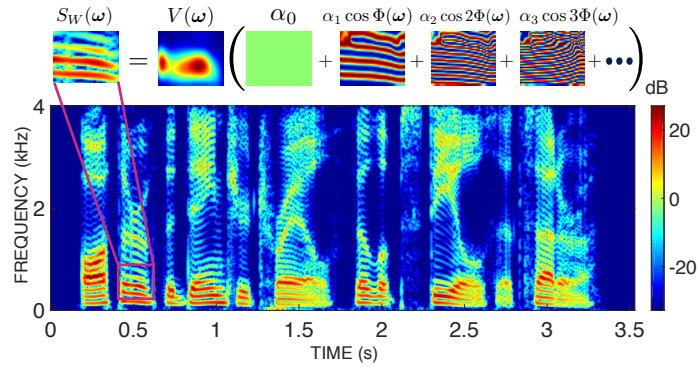 S_W(ω) = V(ω) ( α_0 + α_1 cos Φ(ω) + α_2 cos 2Φ(ω) + α_3 cos 3Φ(ω) + ••• )
dB
FREQUENCY (kHz)
4
2
0
20
0
−20
0 0.5 1 1.5 2 2.5 3 3.5
TIME (s)